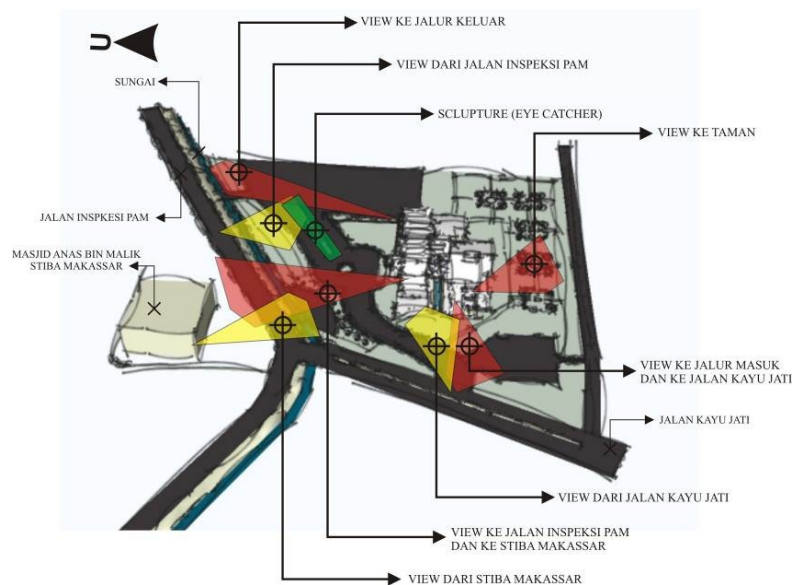 VIEW KE JALUR KELUAR
U
VIEW DARI JALAN INSPEKSI PAM
SUNGAI
SCLUPTURE (EYE CATCHER)
VIEW KE TAMAN
JALAN INSPKESI PAM
MASJID ANAS BIN MALIK
STIBA MAKASSAR
VIEW KE JALUR MASUK
DAN KE JALAN KAYU JATI
JALAN KAYU JATI
VIEW DARI JALAN KAYU JATI
VIEW KE JALAN INSPEKSI PAM
DAN KE STIBA MAKASSAR
VIEW DARI STIBA MAKASSAR